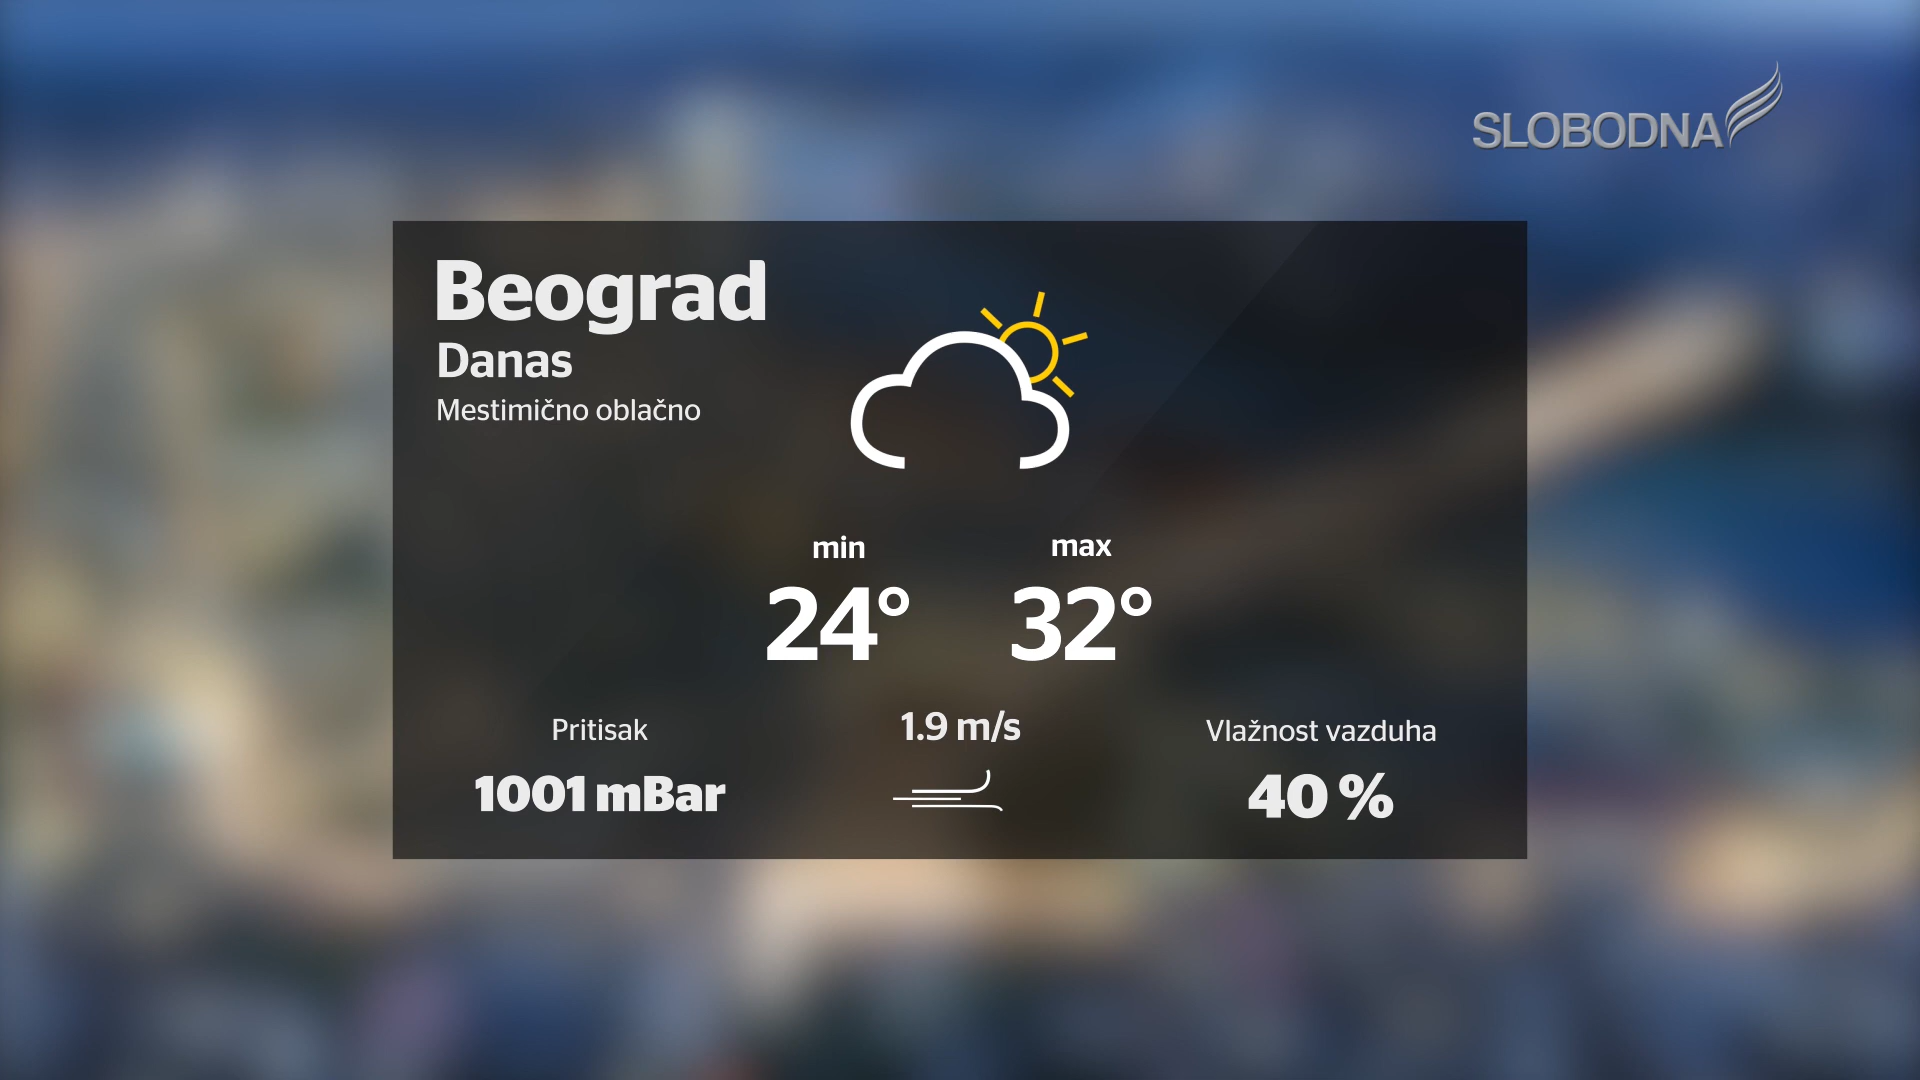 SLOBODNA
Beograd
Danas
Mestimično oblačno
min
max
24°
32°
Pritisak
1.9 m/s
Vlažnost vazduha
1001 mBar
40 %